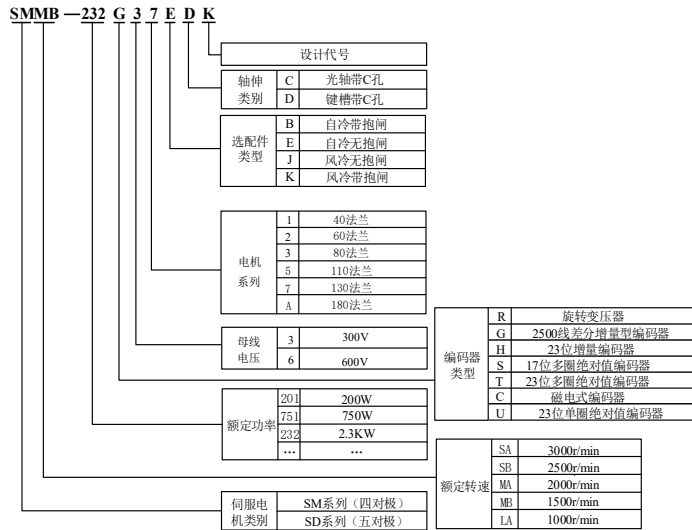 SMMB—232G37EDK
设计代号
轴伸类别
C 光轴带C孔
D 键槽带C孔
选配件类型
B 自冷带抱闸
E 自冷无抱闸
J 风冷无抱闸
K 风冷带抱闸
电机系列
1 40法兰
2 60法兰
3 80法兰
5 110法兰
7 130法兰
A 180法兰
母线电压
3 300V
6 600V
编码器类型
R 旋转变压器
G 2500线差分增量型编码器
H 23位增量编码器
S 17位多圈绝对值编码器
T 23位多圈绝对值编码器
C 磁电式编码器
U 23位单圈绝对值编码器
额定功率
201 200W
751 750W
232 2.3KW
... ...
额定转速
SA 3000r/min
SB 2500r/min
MA 2000r/min
MB 1500r/min
LA 1000r/min
伺服电机类别
SM系列（四对极）
SD系列（五对极）